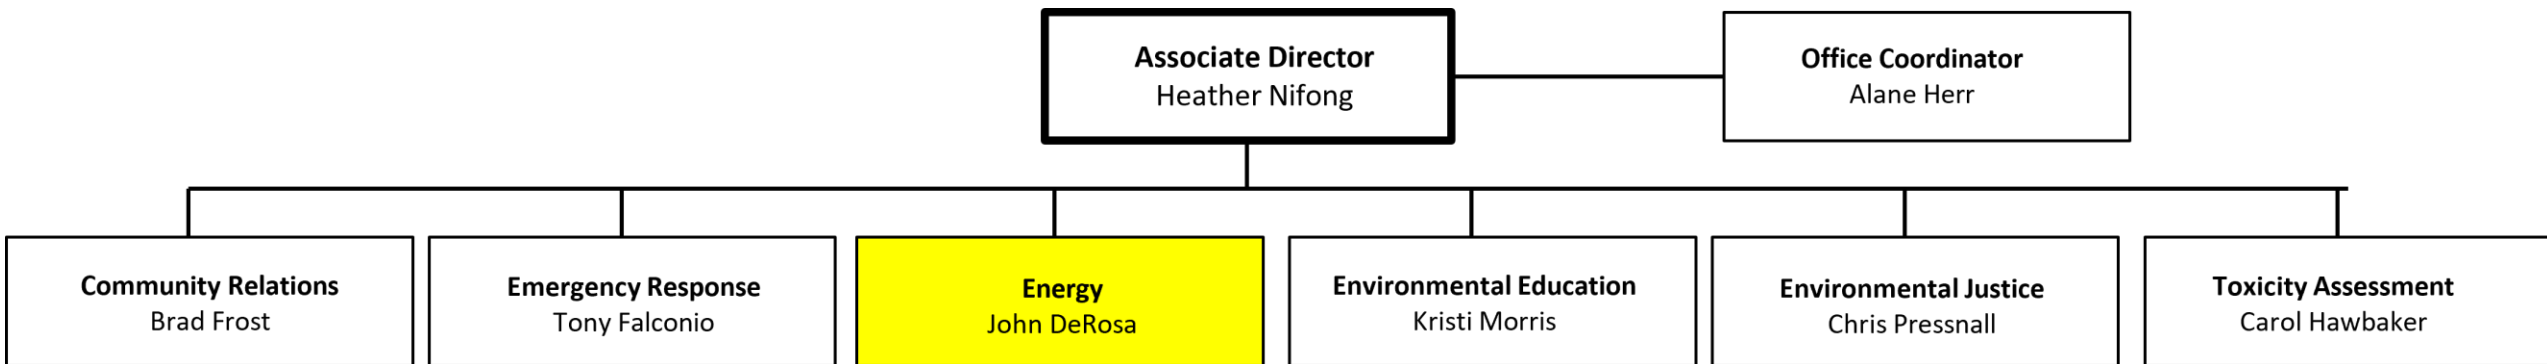 Associate Director
Heather Nifong
Office Coordinator
Alane Herr
Community Relations
Brad Frost
Emergency Response
Tony Falconio
Energy
John DeRosa
Environmental Education
Kristi Morris
Environmental Justice
Chris Pressnall
Toxicity Assessment
Carol Hawbaker